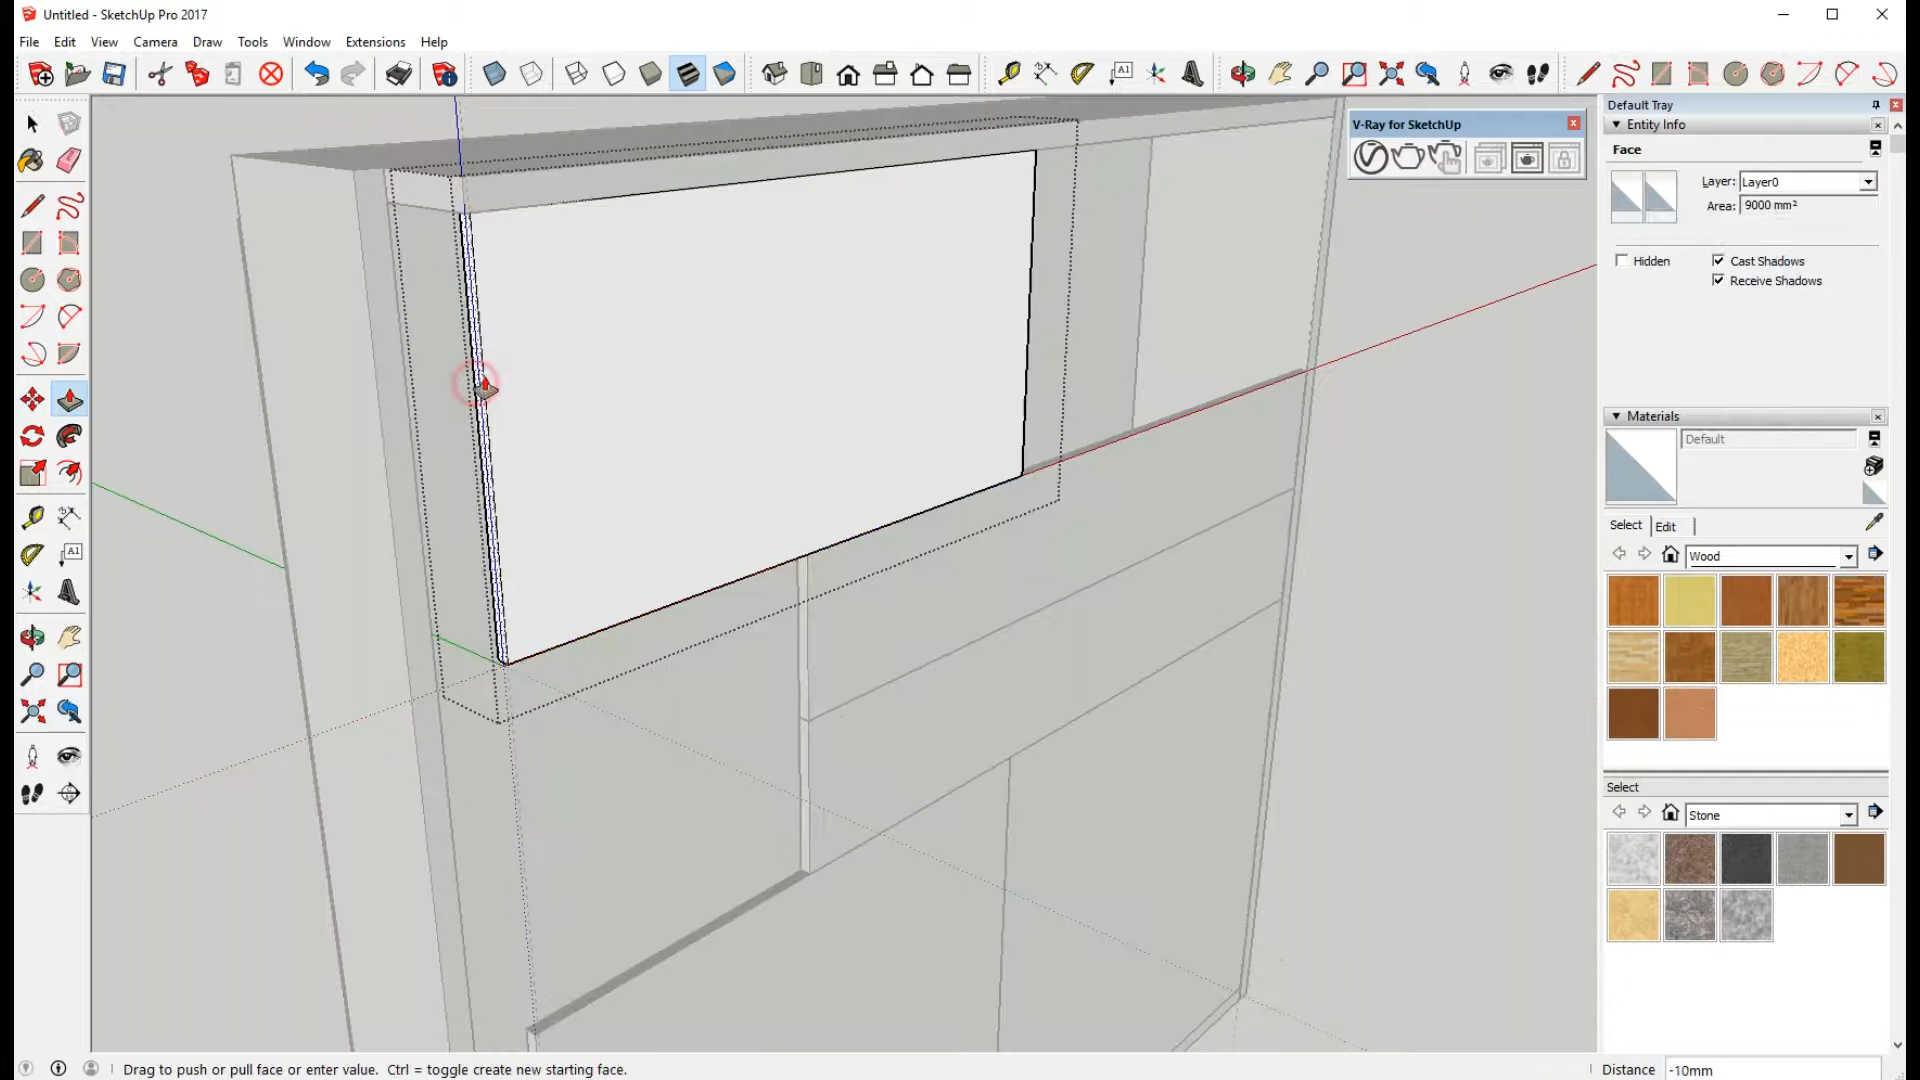 Untitled - SketchUp Pro 2017
File Edit View Camera Draw Tools Window Extensions Help
A1
Default Tray
V-Ray for SketchUp
Entity Info
Face
Layer: Layer0
Area: 9000 mm²
Hidden Cast Shadows
Receive Shadows
Materials
Default
A1
Select Edit
Wood
Select
Stone
Drag to push or pull face or enter value. Ctrl = toggle create new starting face.
Distance -10mm